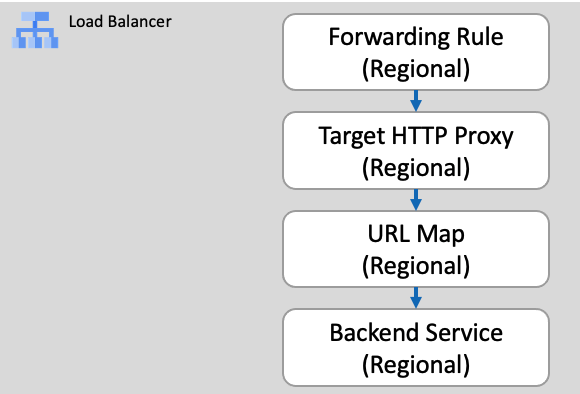 Load Balancer
Forwarding Rule
(Regional)
Target HTTP Proxy
(Regional)
URL Map
(Regional)
Backend Service
(Regional)